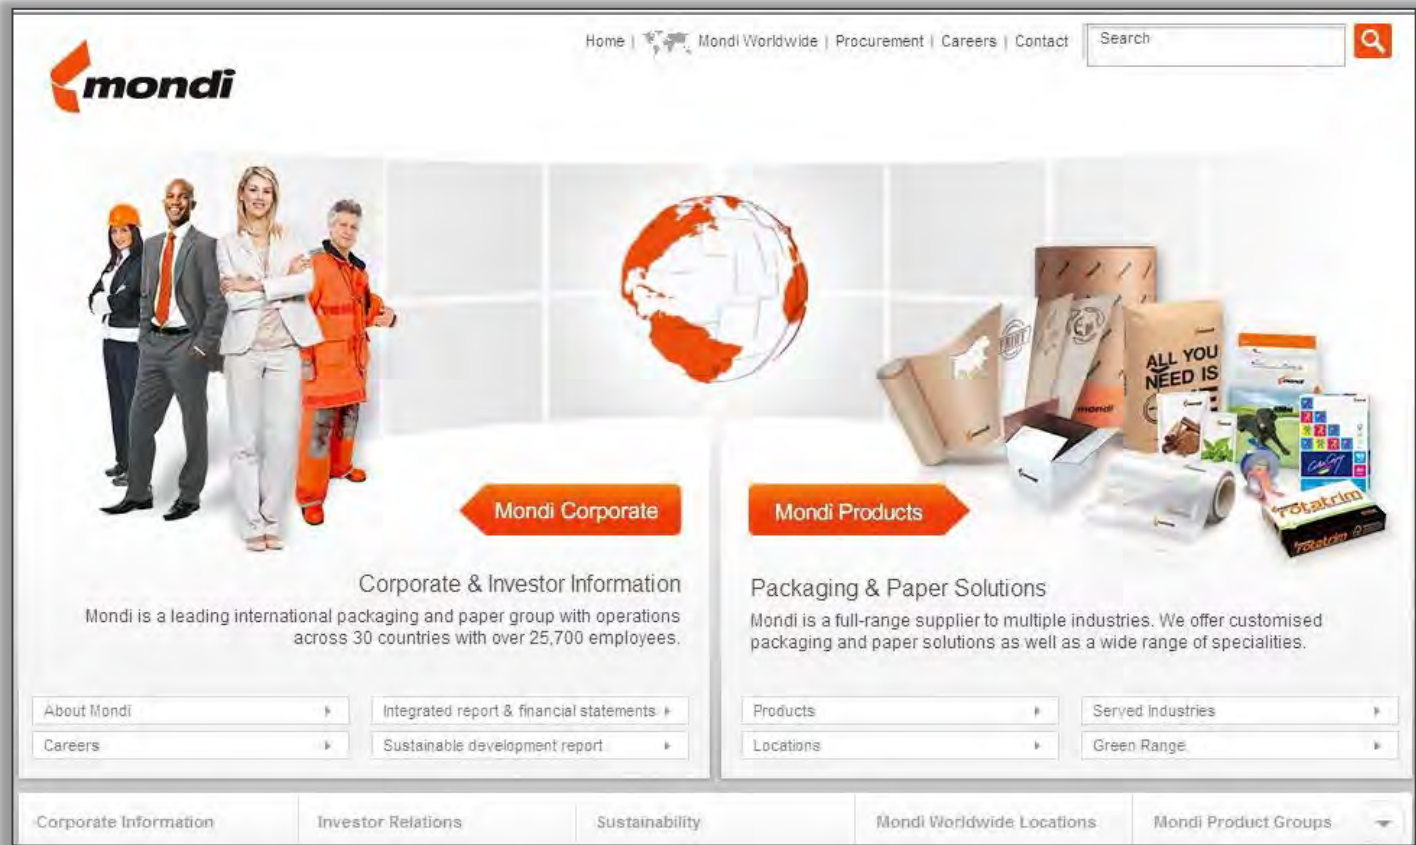 Home | Mondi Worldwide | Procurement | Careers | Contact
Search
mondi
ALL YOU
NEED IS
mondi
rotatrim
rotatrim
Mondi Corporate
Mondi Products
Corporate & Investor Information
Mondi is a leading international packaging and paper group with operations
across 30 countries with over 25,700 employees.
Packaging & Paper Solutions
Mondi is a full-range supplier to multiple industries. We offer customised
packaging and paper solutions as well as a wide range of specialities.
About Mondi
Integrated report & financial statements
Careers
Sustainable development report
Products
Served Industries
Locations
Green Range
Corporate Information
Investor Relations
Sustainability
Mondi Worldwide Locations
Mondi Product Groups